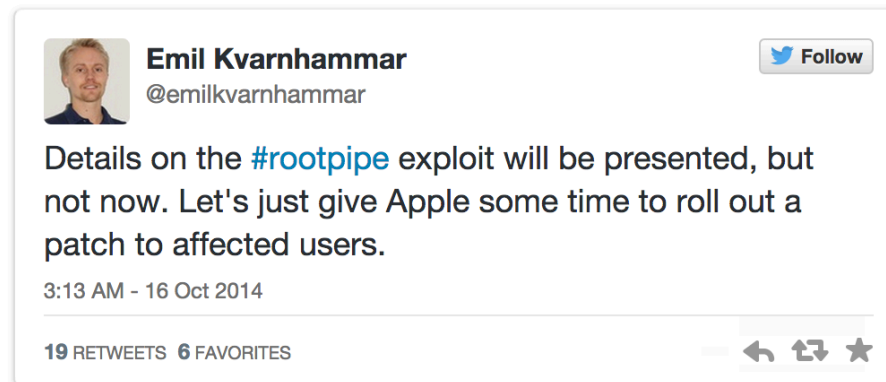 Emil Kvarnhammar
Follow
@emilkvarnhammar
Details on the #rootpipe exploit will be presented, but
not now. Let's just give Apple some time to roll out a
patch to affected users.
3:13 AM - 16 Oct 2014
19 RETWEETS 6 FAVORITES